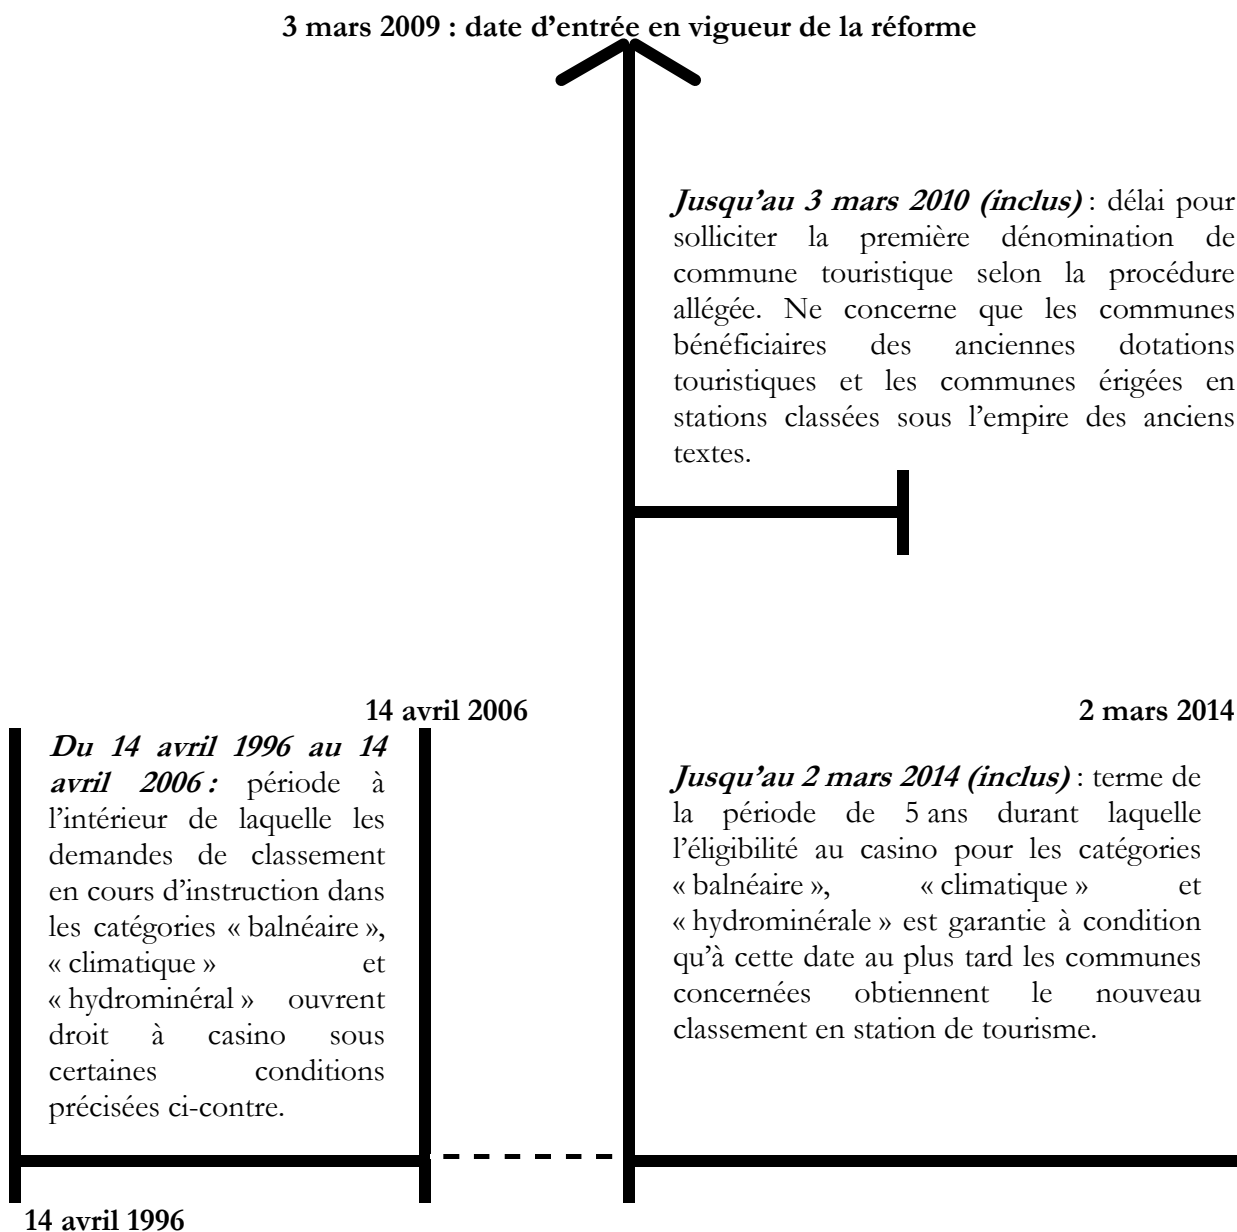 3 mars 2009 : date d’entrée en vigueur de la réforme
Jusqu’au 3 mars 2010 (inclus) : délai pour
solliciter la première dénomination de
commune touristique selon la procédure
allégée. Ne concerne que les communes
bénéficiaires des anciennes dotations
touristiques et les communes érigées en
stations classées sous l’empire des anciens
textes.
14 avril 2006
2 mars 2014
Du 14 avril 1996 au 14
avril 2006 : période à
l’intérieur de laquelle les
demandes de classement
en cours d’instruction dans
les catégories « balnéaire »,
« climatique » et
« hydrominéral » ouvrent
droit à casino sous
certaines conditions
précisées ci-contre.
Jusqu’au 2 mars 2014 (inclus) : terme de
la période de 5 ans durant laquelle
l’éligibilité au casino pour les catégories
« balnéaire », « climatique » et
« hydrominérale » est garantie à condition
qu’à cette date au plus tard les communes
concernées obtiennent le nouveau
classement en station de tourisme.
14 avril 1996